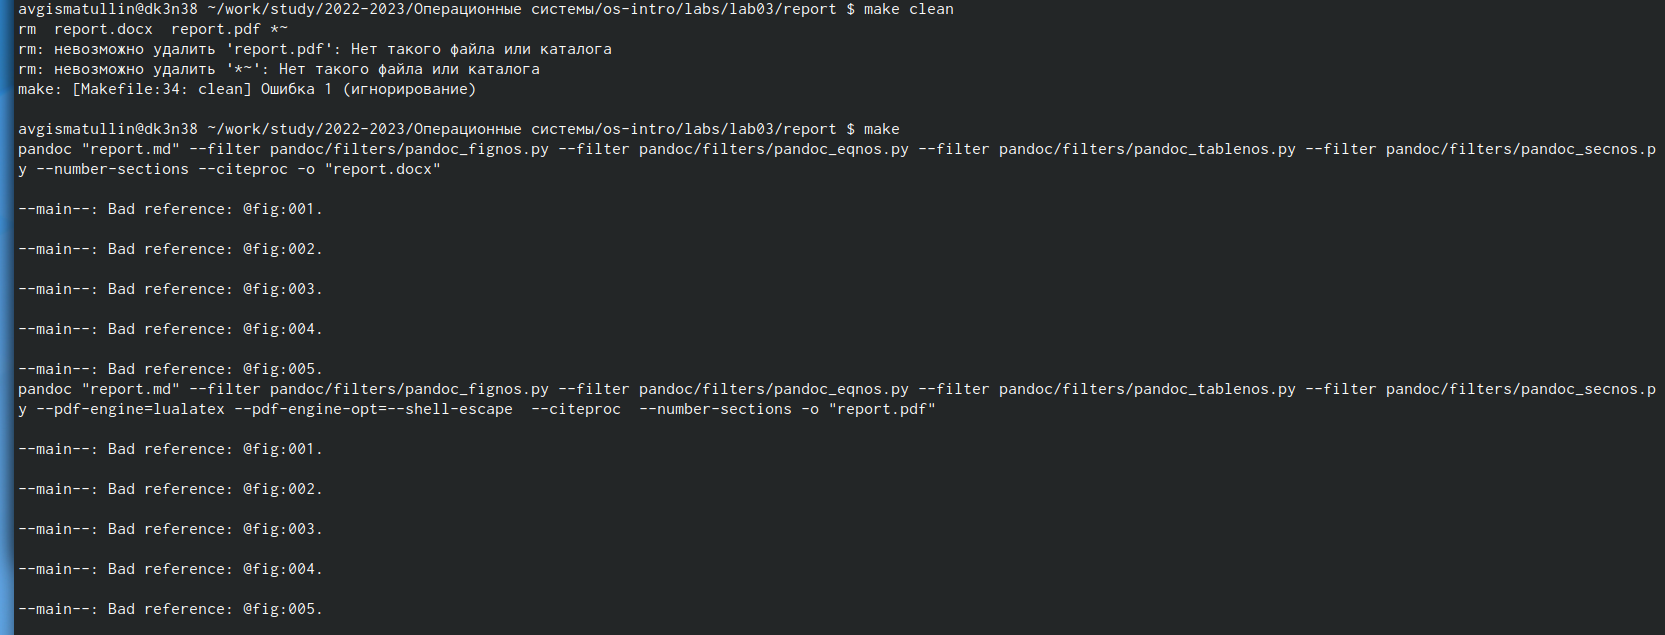 avgismatullin@dk3n38 ~/work/study/2022-2023/Операционные системы/os-intro/labs/lab03/report $ make clean
rm  report.docx  report.pdf *~
rm: невозможно удалить 'report.pdf': Нет такого файла или каталога
rm: невозможно удалить '*~': Нет такого файла или каталога
make: [Makefile:34: clean] Ошибка 1 (игнорирование)
avgismatullin@dk3n38 ~/work/study/2022-2023/Операционные системы/os-intro/labs/lab03/report $ make
pandoc "report.md" --filter pandoc/filters/pandoc_fignos.py --filter pandoc/filters/pandoc_eqnos.py --filter pandoc/filters/pandoc_tablenos.py --filter pandoc/filters/pandoc_secnos.p
y --number-sections --citeproc -o "report.docx"
--main--: Bad reference: @fig:001.
--main--: Bad reference: @fig:002.
--main--: Bad reference: @fig:003.
--main--: Bad reference: @fig:004.
--main--: Bad reference: @fig:005.
pandoc "report.md" --filter pandoc/filters/pandoc_fignos.py --filter pandoc/filters/pandoc_eqnos.py --filter pandoc/filters/pandoc_tablenos.py --filter pandoc/filters/pandoc_secnos.p
y --pdf-engine=lualatex --pdf-engine-opt=--shell-escape  --citeproc  --number-sections -o "report.pdf"
--main--: Bad reference: @fig:001.
--main--: Bad reference: @fig:002.
--main--: Bad reference: @fig:003.
--main--: Bad reference: @fig:004.
--main--: Bad reference: @fig:005.